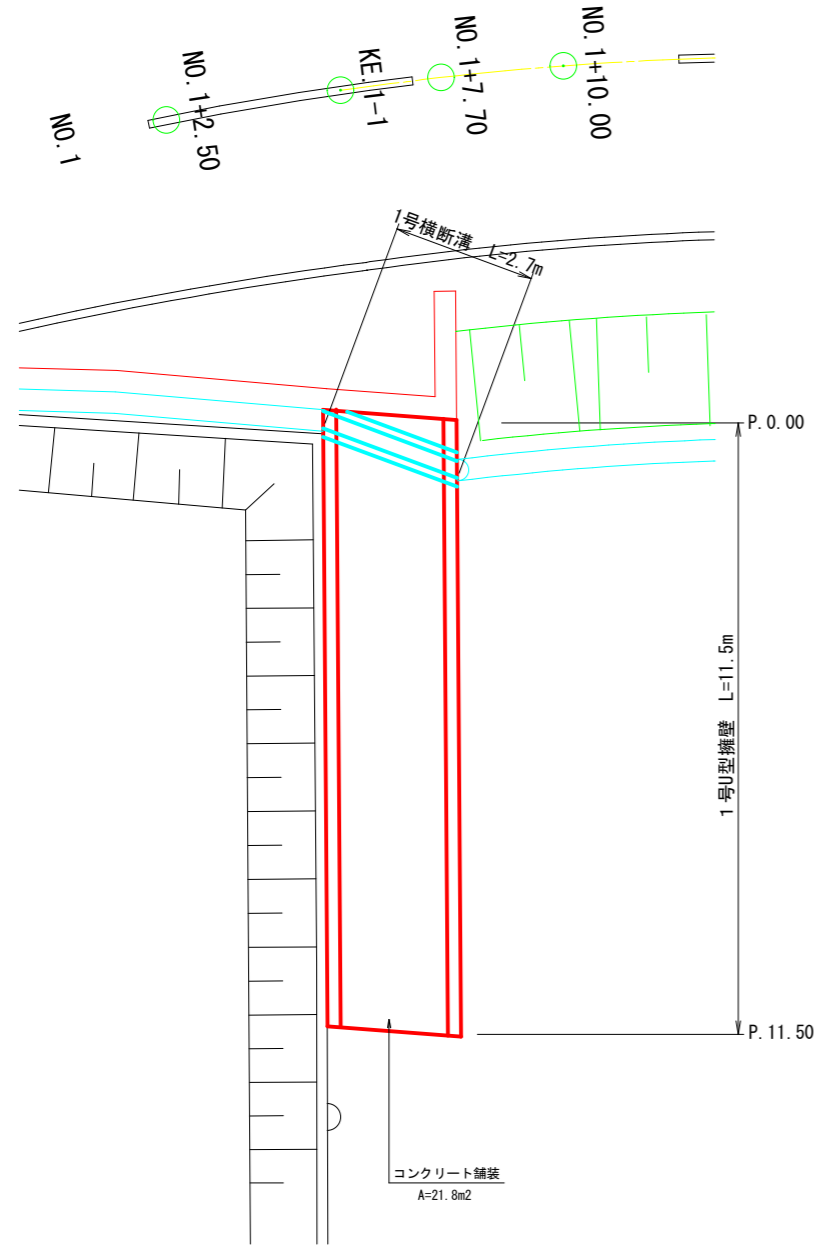 NO. 1
NO. 1+2. 50
KE. 1-1
NO. 1+7. 70
NO. 1+10. 00
1号横断溝 L=2. 7m
P. 0. 00
1号U型擁壁 L=11. 5m
P. 11. 50
コンクリート舗装
A=21. 8m2